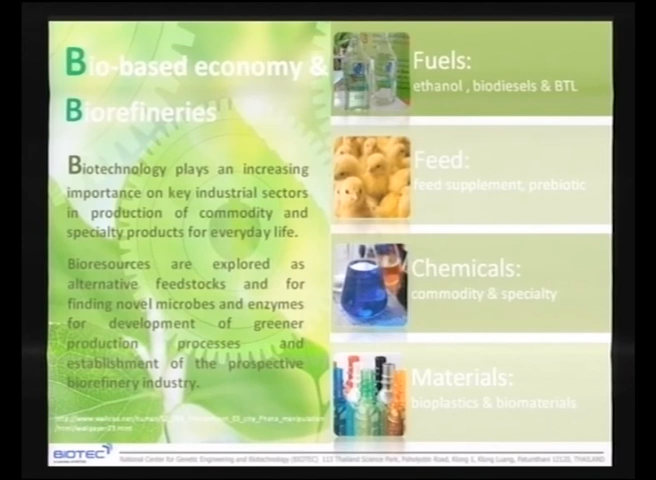 Bio-based economy &
Biorefineries
Biotechnology plays an increasing
importance on key industrial sectors
in production of commodity and
specialty products for everyday life.
Bioresources are explored as
alternative feedstocks and for
finding novel microbes and enzymes
for development of greener
production processes and
establishment of the prospective
biorefinery industry.
Fuels:
ethanol , biodiesels & BTL
Feed:
feed supplement, prebiotic
Chemicals:
commodity & specialty
Materials:
bioplastics & biomaterials
BIOTEC
National Center for Genetic Engineering and Biotechnology (BIOTEC) 113 Thailand Science Park, Paholyothin Road, Klong 1, Klong Luang, Pathumthani 12120, THAILAND